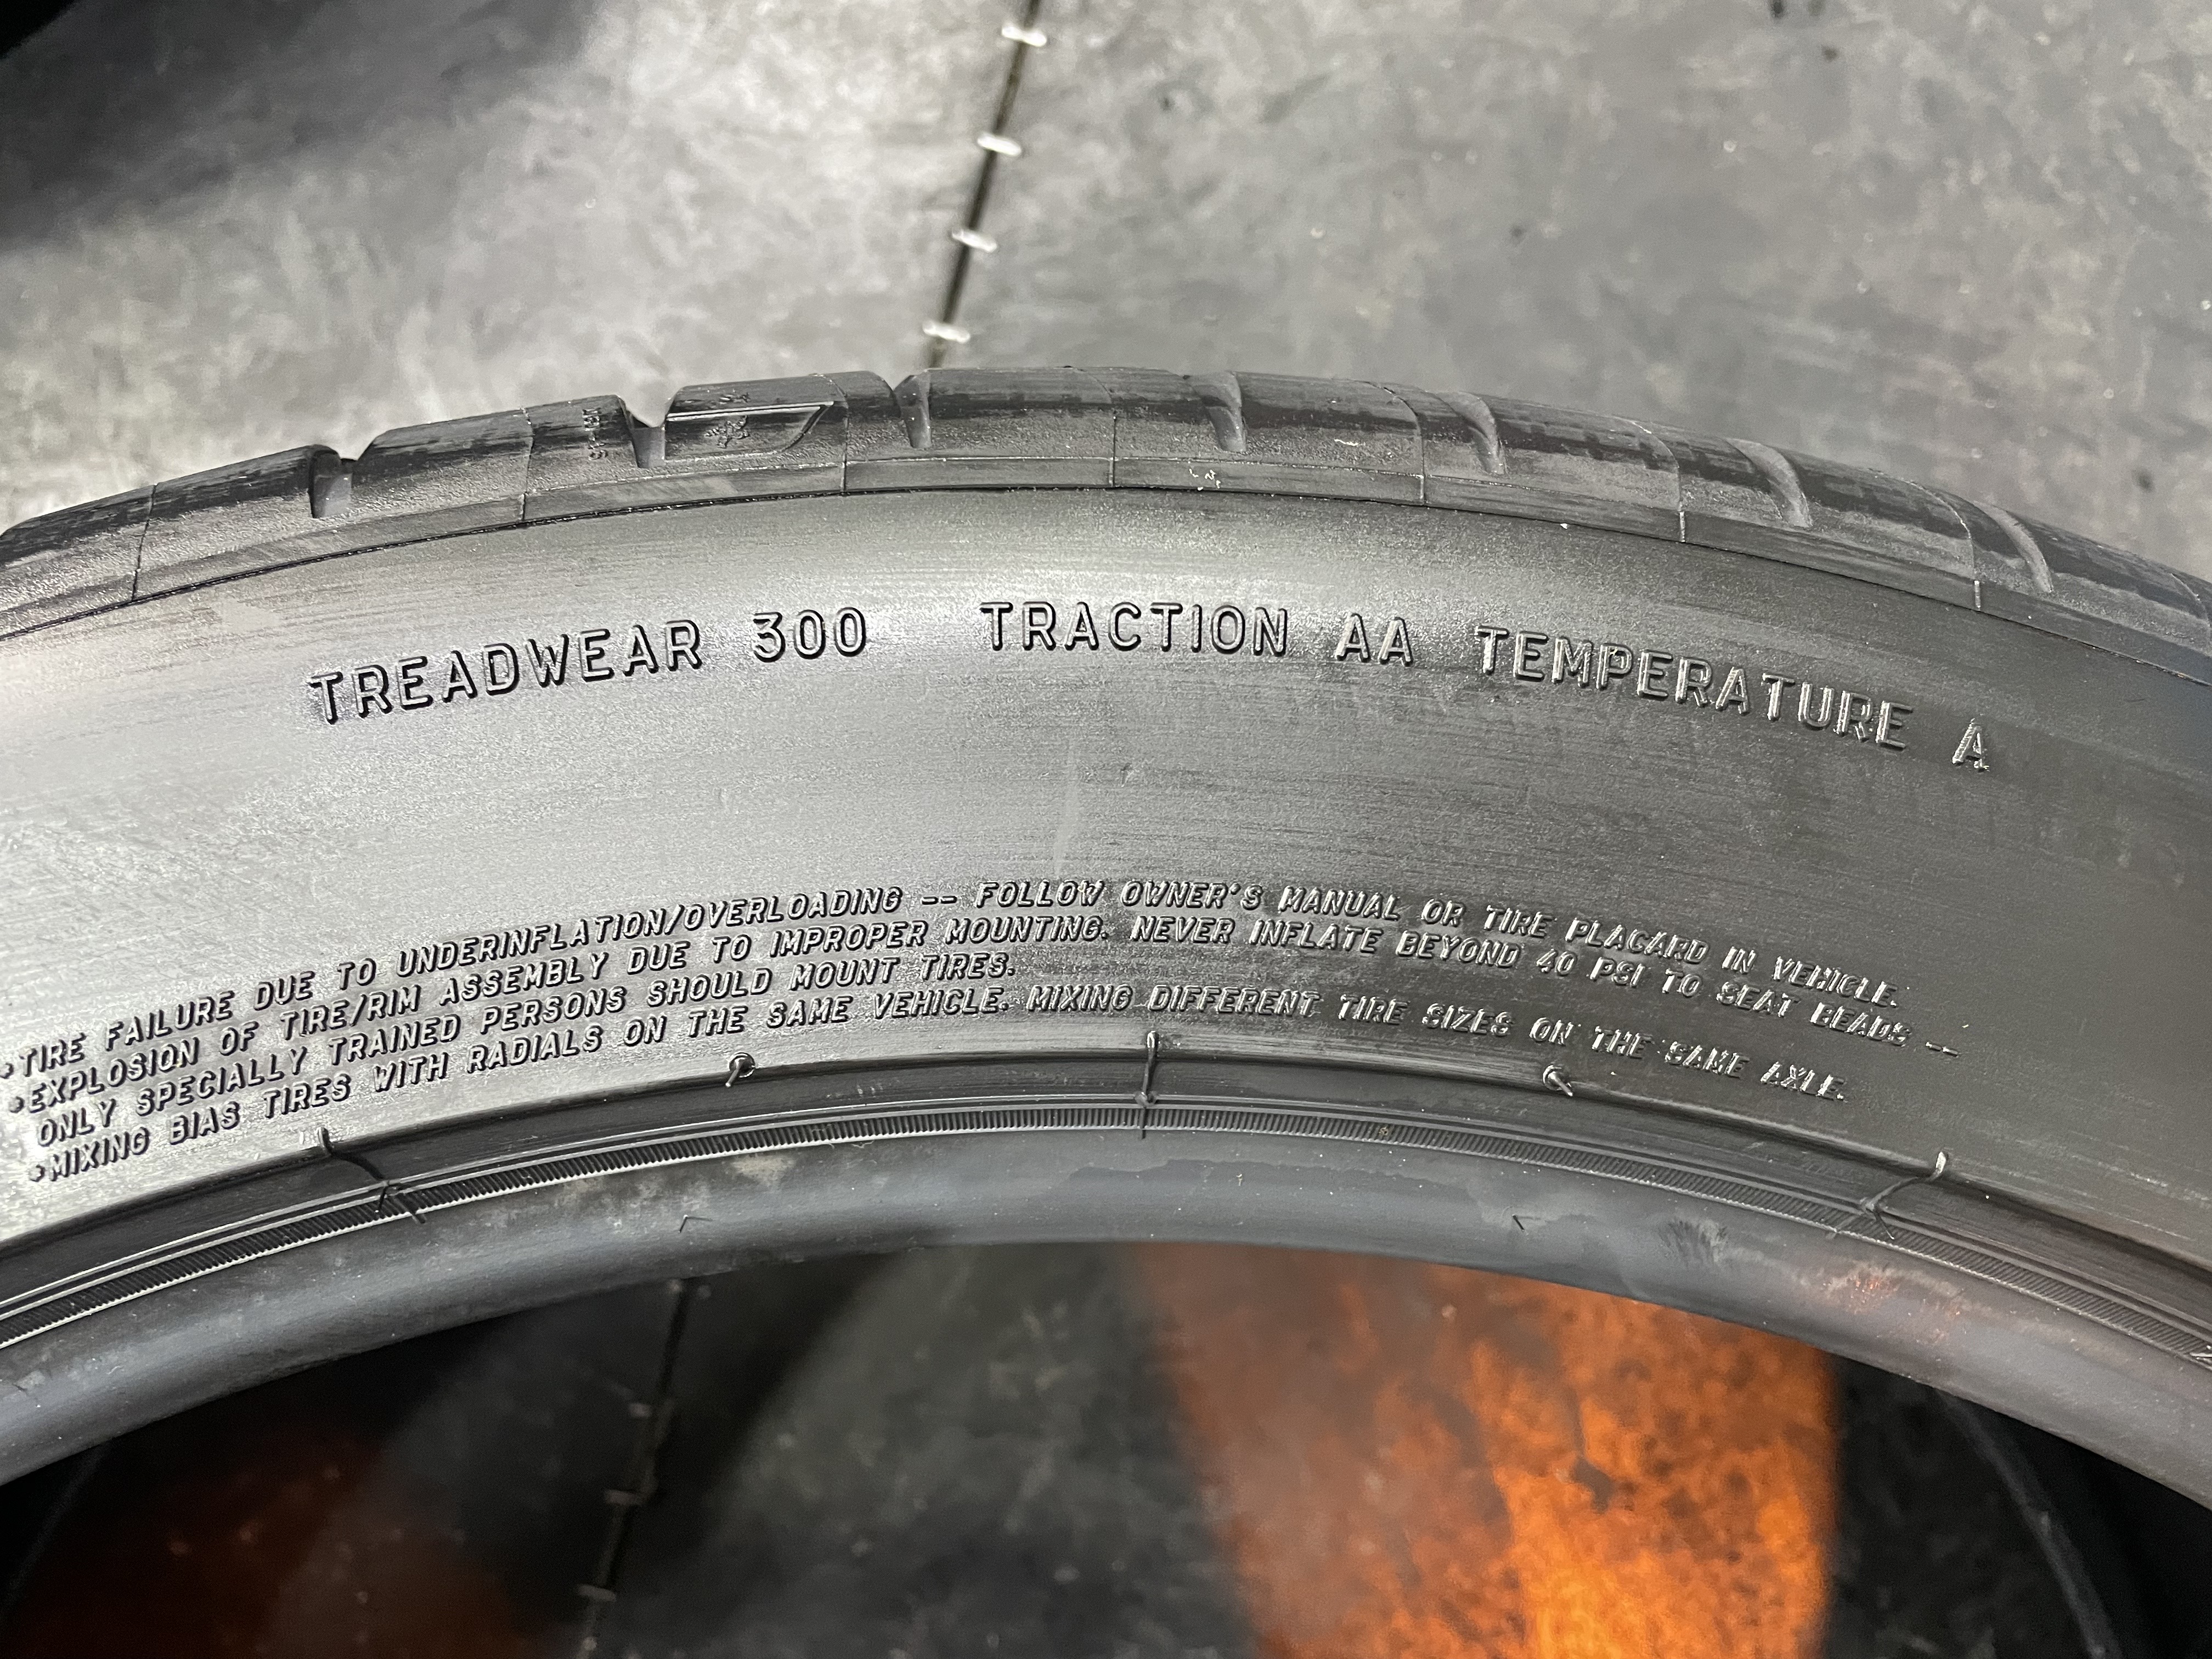 TREADWEAR 300 TRACTION AA TEMPERATURE A
•TIRE FAILURE DUE TO UNDERINFLATION/OVERLOADING -- FOLLOW OWNER'S MANUAL OR TIRE PLACARD IN VEHICLE.
•EXPLOSION OF TIRE/RIM ASSEMBLY DUE TO IMPROPER MOUNTING. NEVER INFLATE BEYOND 40 PSI TO SEAT BEADS --
ONLY SPECIALLY TRAINED PERSONS SHOULD MOUNT TIRES.
•MIXING BIAS TIRES WITH RADIALS ON THE SAME VEHICLE. MIXING DIFFERENT TIRE SIZES ON THE SAME AXLE.